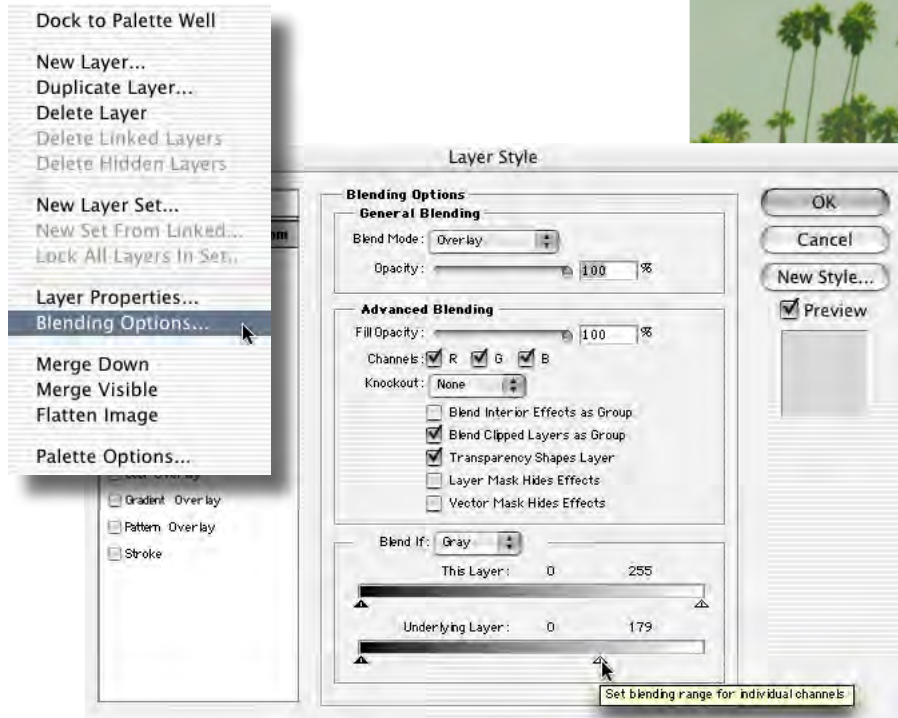 Dock to Palette Well
New Layer...
Duplicate Layer...
Delete Layer
Delete Linked Layers
Delete Hidden Layers
New Layer Set...
New Set From Linked...
Lock All Layers In Set...
Layer Properties...
Blending Options...
Merge Down
Merge Visible
Flatten Image
Palette Options...
Gradient Overlay
Pattern Overlay
Stroke
Layer Style
Blending Options
General Blending
Blend Mode: Overlay
Opacity: 100 %
Advanced Blending
Fill Opacity: 100 %
Channels: R G B
Knockout: None
Blend Interior Effects as Group
Blend Clipped Layers as Group
Transparency Shapes Layer
Layer Mask Hides Effects
Vector Mask Hides Effects
Blend If: Gray
This Layer: 0 255
Underlying Layer: 0 179
Set blending range for individual channels
OK
Cancel
New Style...
Preview